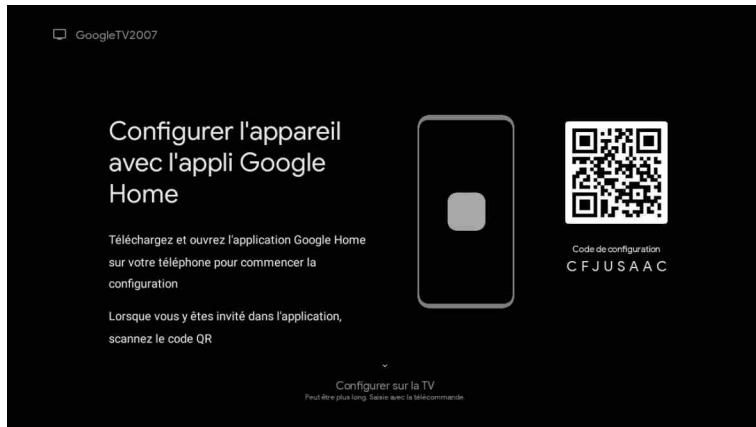 GoogleTV2007
Configurer l'appareil
avec l'appli Google
Home
Téléchargez et ouvrez l'application Google Home
sur votre téléphone pour commencer la
configuration
Lorsque vous y êtes invité dans l'application,
scannez le code QR
Code de configuration
CFJUSAAC
Configurer sur la TV
Peut être plus long. Saisie avec la télécommande.